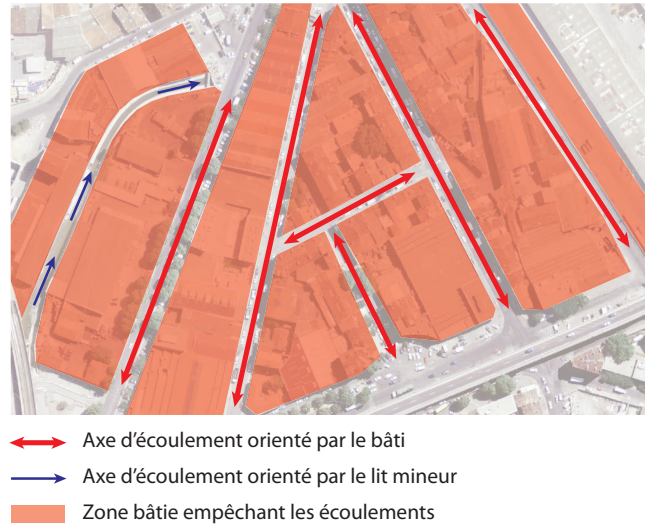 Axe d'écoulement orienté par le bâti
Axe d'écoulement orienté par le lit mineur
Zone bâtie empêchant les écoulements